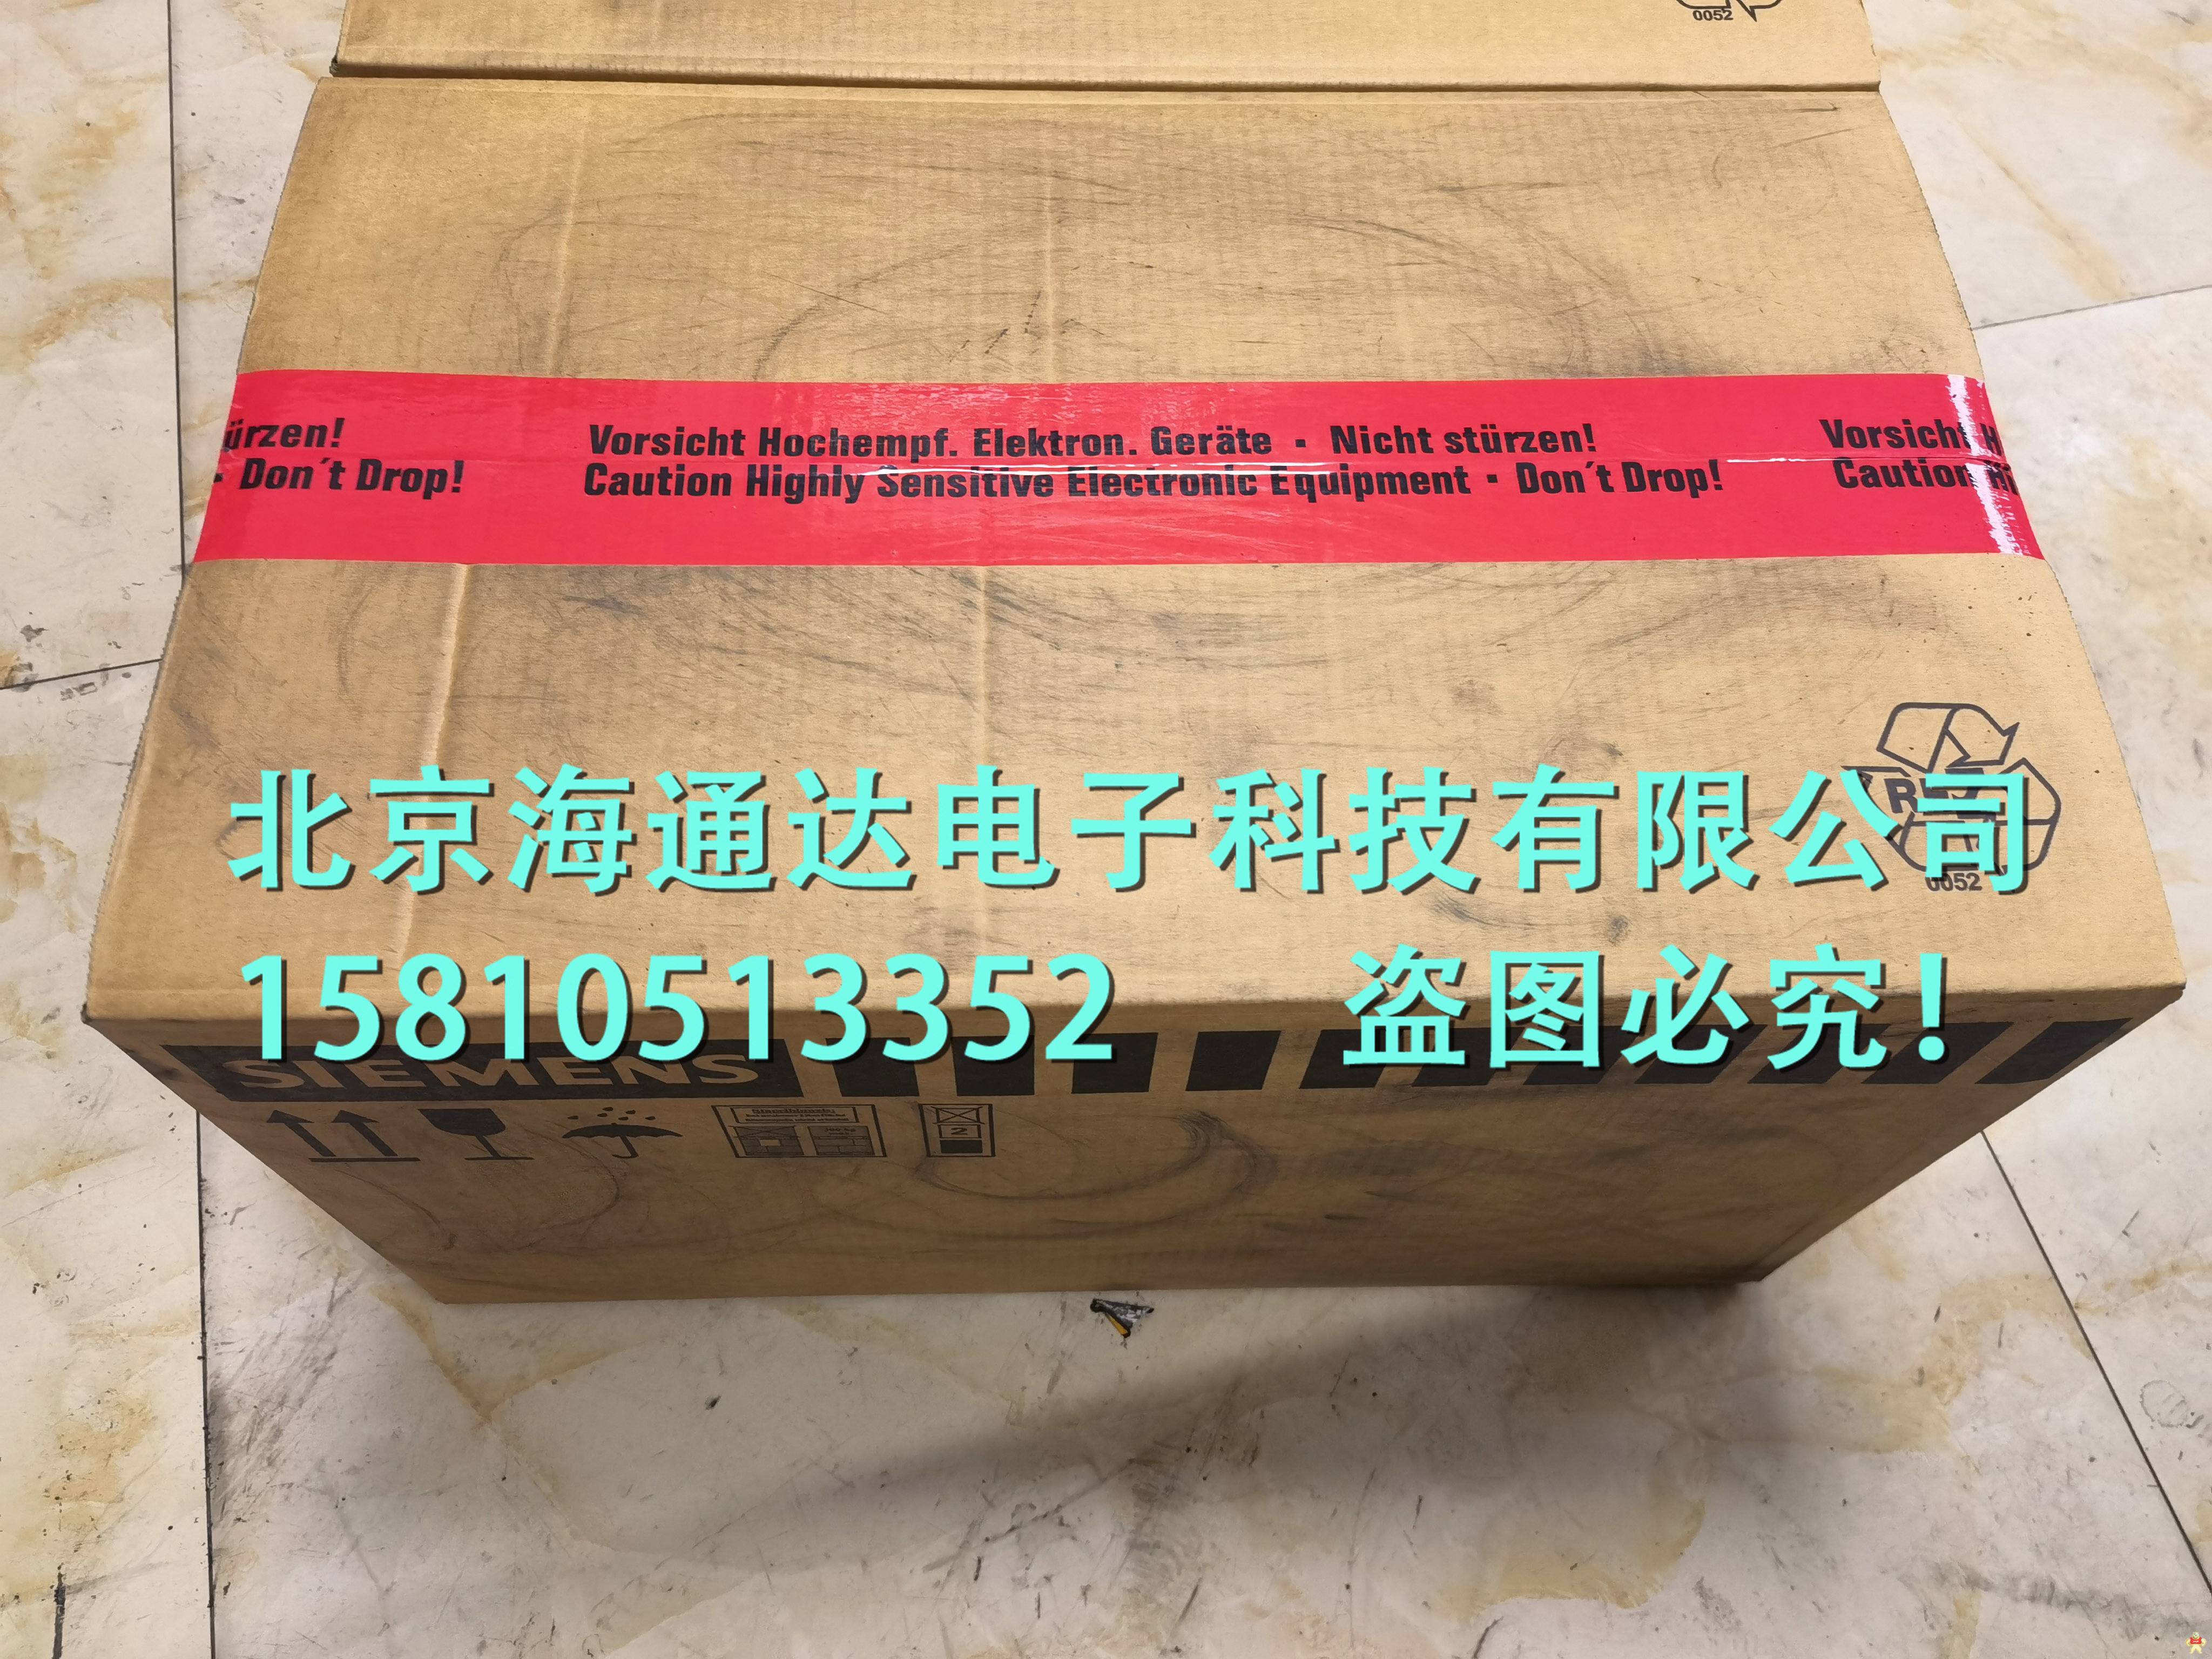 0052
ürzen! Vorsicht Hochempf. Elektron. Geräte ▪ Nicht stürzen! Vorsicht H
▪ Don´t Drop! Caution Highly Sensitive Electronic Equipment ▪ Don´t Drop! Caution Hi
北京海通达电子科技有限公司
0052
15810513352 盗图必究！
SIEMENS
2